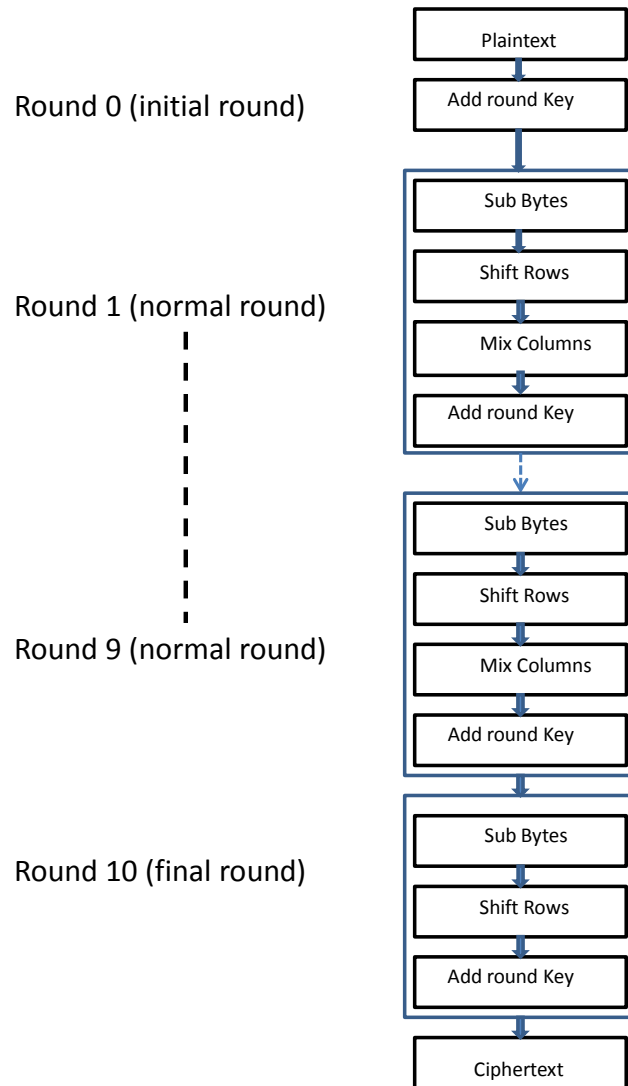 Plaintext
Round 0 (initial round)
Add round Key
Sub Bytes
Shift Rows
Round 1 (normal round)
Mix Columns
Add round Key
Sub Bytes
Shift Rows
Round 9 (normal round)
Mix Columns
Add round Key
Sub Bytes
Round 10 (final round)
Shift Rows
Add round Key
Ciphertext